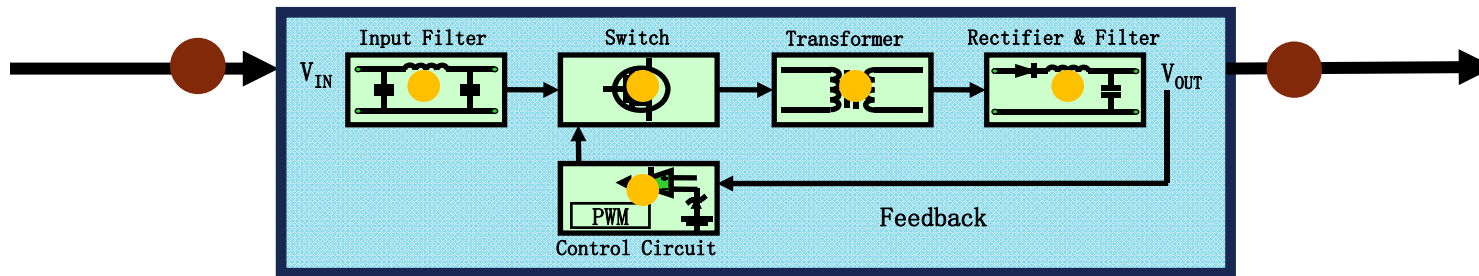 Input Filter
Switch
Transformer
Rectifier & Filter
VIN
VOUT
PWM
Feedback
Control Circuit